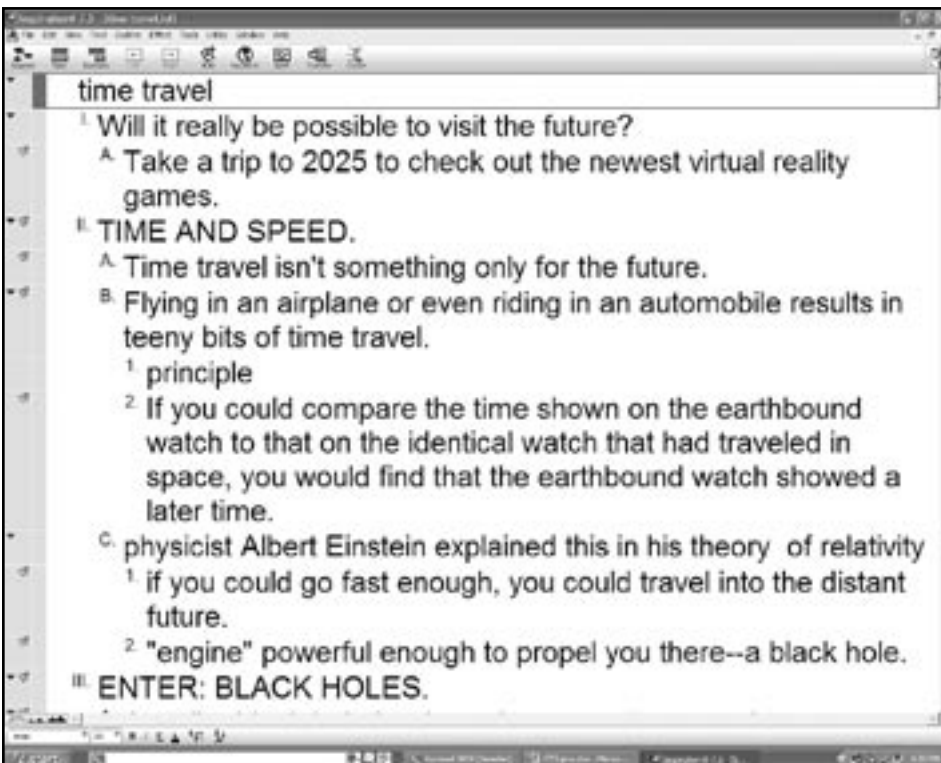 time travel
I. Will it really be possible to visit the future?
A. Take a trip to 2025 to check out the newest virtual reality
games.
II. TIME AND SPEED.
A. Time travel isn't something only for the future.
B. Flying in an airplane or even riding in an automobile results in
teeny bits of time travel.
1. principle
2. If you could compare the time shown on the earthbound
watch to that on the identical watch that had traveled in
space, you would find that the earthbound watch showed a
later time.
C. physicist Albert Einstein explained this in his theory of relativity
1. if you could go fast enough, you could travel into the distant
future.
2. "engine" powerful enough to propel you there--a black hole.
III. ENTER: BLACK HOLES.